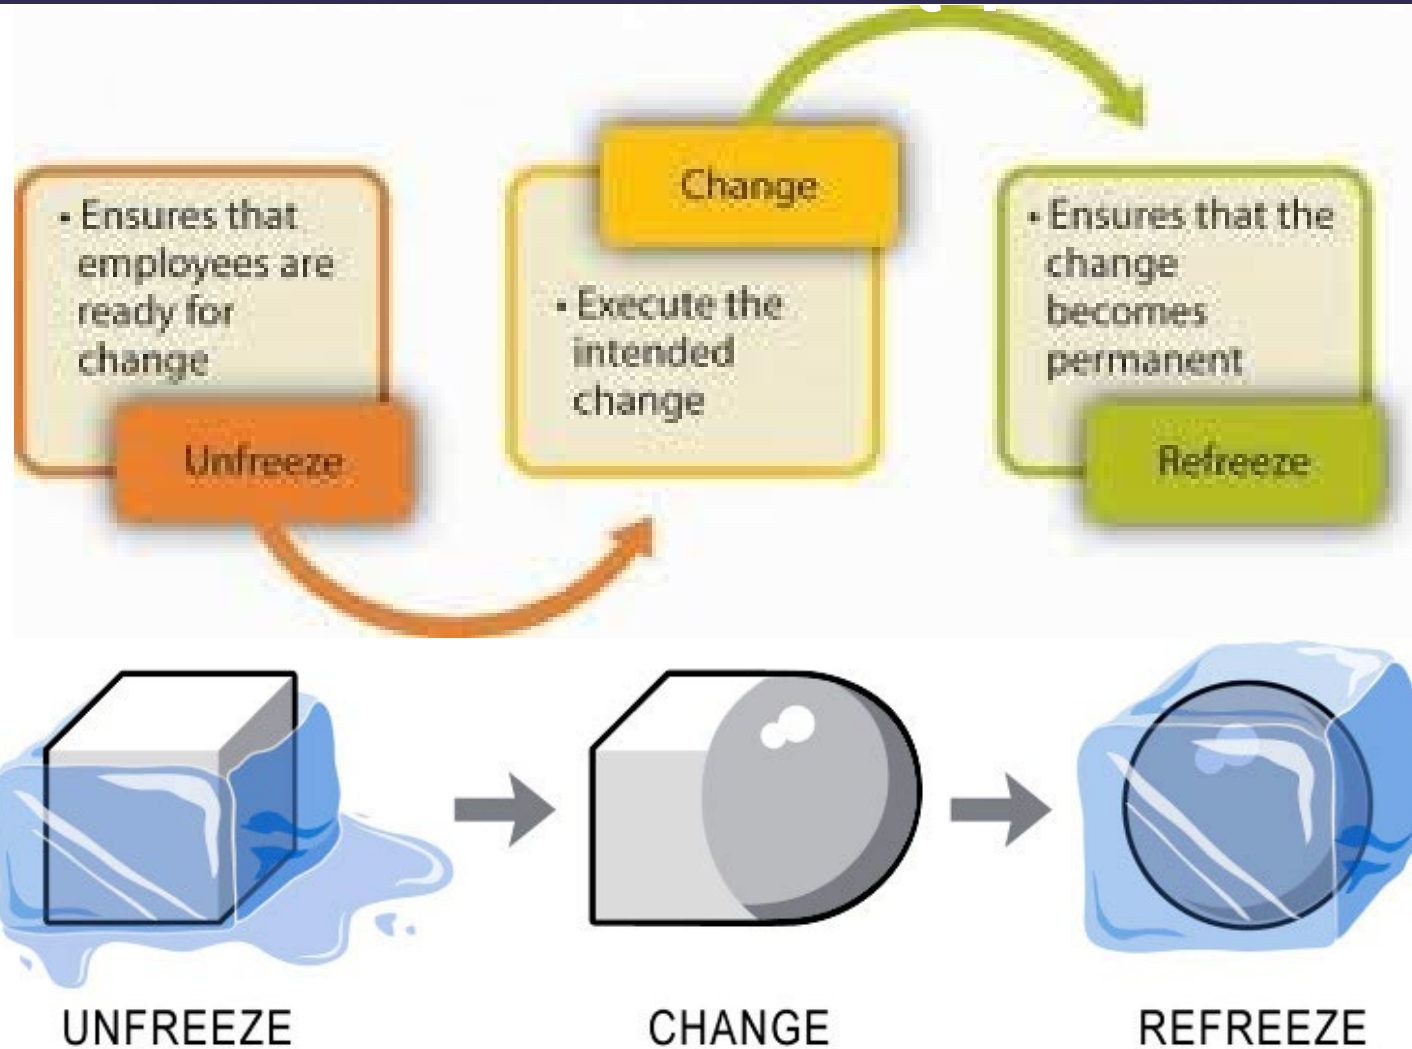 • Ensures that
employees are
ready for
change
Unfreeze
Change
• Execute the
intended
change
• Ensures that the
change
becomes
permanent
Refreeze
UNFREEZE
CHANGE
REFREEZE